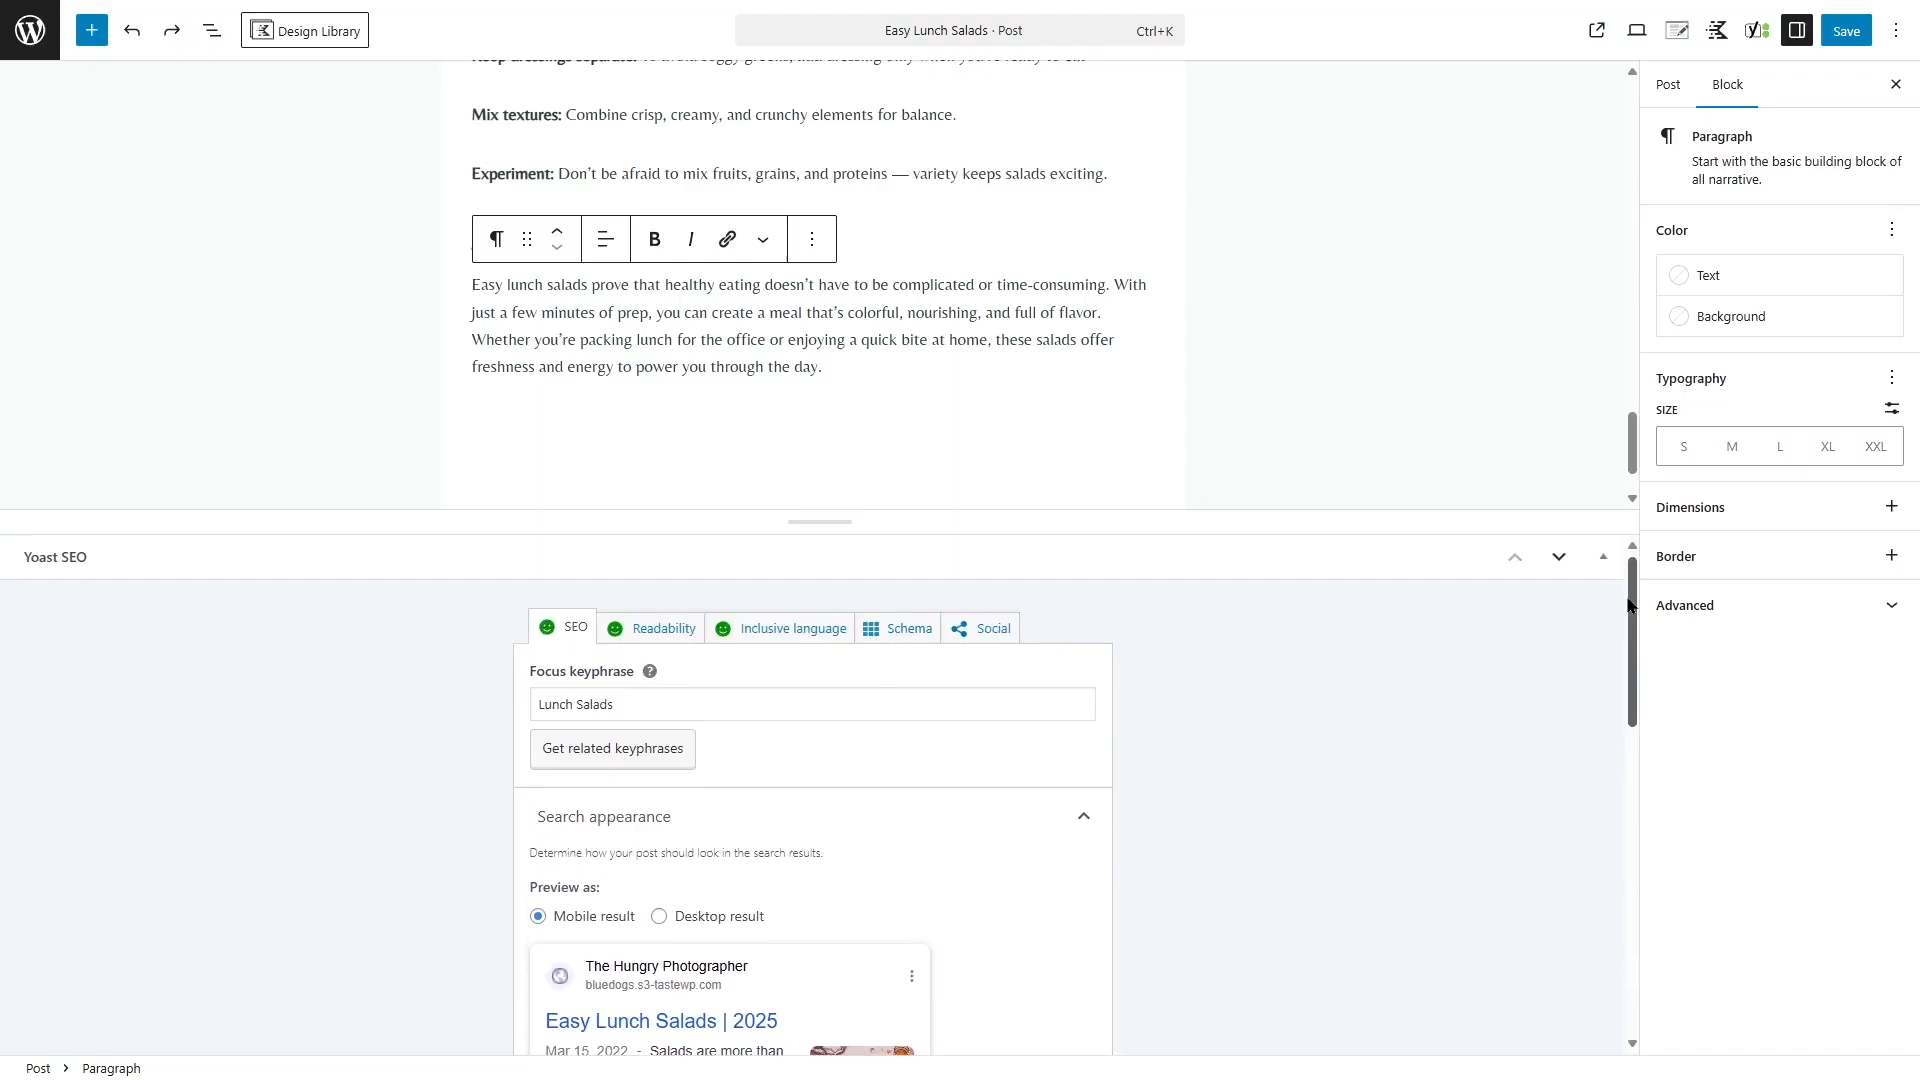 Design Library
Easy Lunch Salads · Post
Ctrl+K
Save
Keep dressings separate: To avoid soggy greens, add dressing only when you're ready to eat
Mix textures: Combine crisp, creamy, and crunchy elements for balance.
Experiment: Don't be afraid to mix fruits, grains, and proteins — variety keeps salads exciting.
B I
Easy lunch salads prove that healthy eating doesn't have to be complicated or time-consuming. With
just a few minutes of prep, you can create a meal that's colorful, nourishing, and full of flavor.
Whether you're packing lunch for the office or enjoying a quick bite at home, these salads offer
freshness and energy to power you through the day.
Yoast SEO
SEO
Readability
Inclusive language
Schema
Social
Focus keyphrase ?
Lunch Salads
Get related keyphrases
Search appearance
Determine how your post should look in the search results.
Preview as:
Mobile result
Desktop result
The Hungry Photographer
bluedogs.s3-tastewp.com
Easy Lunch Salads | 2025
Mar 15, 2022 - Salads are more than
Post
Block
Paragraph
Start with the basic building block of
all narrative.
Color
Text
Background
Typography
SIZE
S M L XL XXL
Dimensions
Border
Advanced
Post > Paragraph